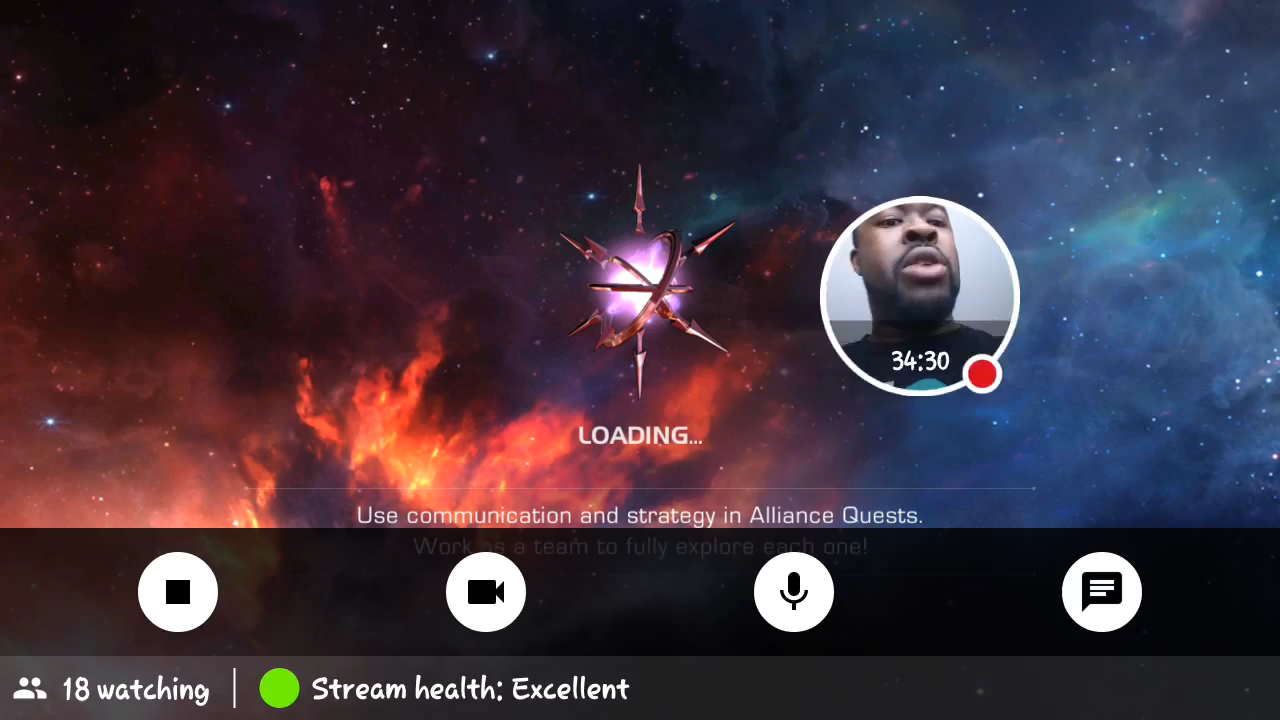 34:30
LOADING...
Use communication and strategy in Alliance Quests.
Work as a team to fully explore each one!
18 watching
Stream health: Excellent